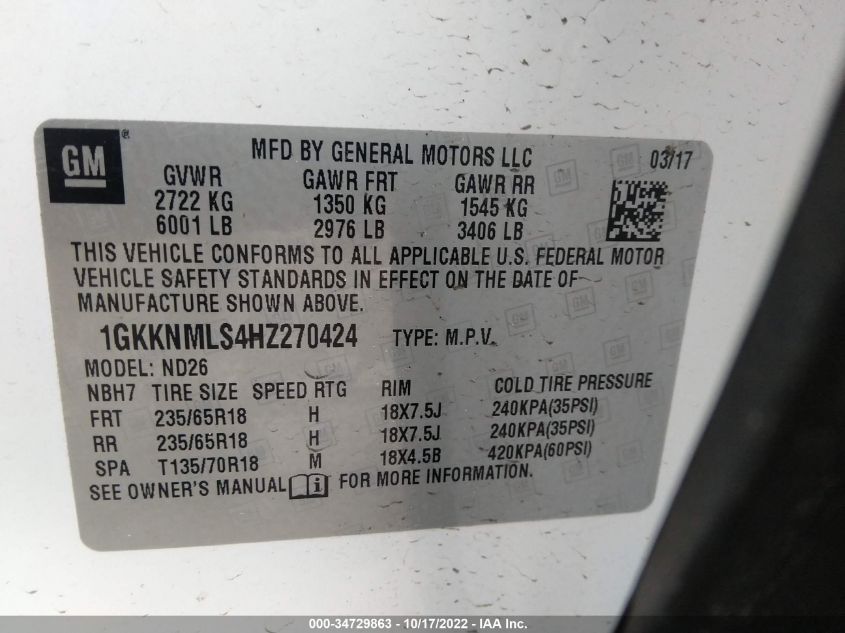 GM®
MFD BY GENERAL MOTORS LLC 03/17
GVWR GAWR FRT GAWR RR
2722 KG 1350 KG 1545 KG
6001 LB 2976 LB 3406 LB
THIS VEHICLE CONFORMS TO ALL APPLICABLE U.S. FEDERAL MOTOR
VEHICLE SAFETY STANDARDS IN EFFECT ON THE DATE OF
MANUFACTURE SHOWN ABOVE.
1GKKNMLS4HZ270424 TYPE: M.P.V.
MODEL: ND26
NBH7 TIRE SIZE SPEED RTG RIM COLD TIRE PRESSURE
FRT 235/65R18 H 18X7.5J 240KPA(35PSI)
RR 235/65R18 H 18X7.5J 240KPA(35PSI)
SPA T135/70R18 M 18X4.5B 420KPA(60PSI)
SEE OWNER'S MANUAL i FOR MORE INFORMATION.
000-34729863 - 10/17/2022 - IAA Inc.